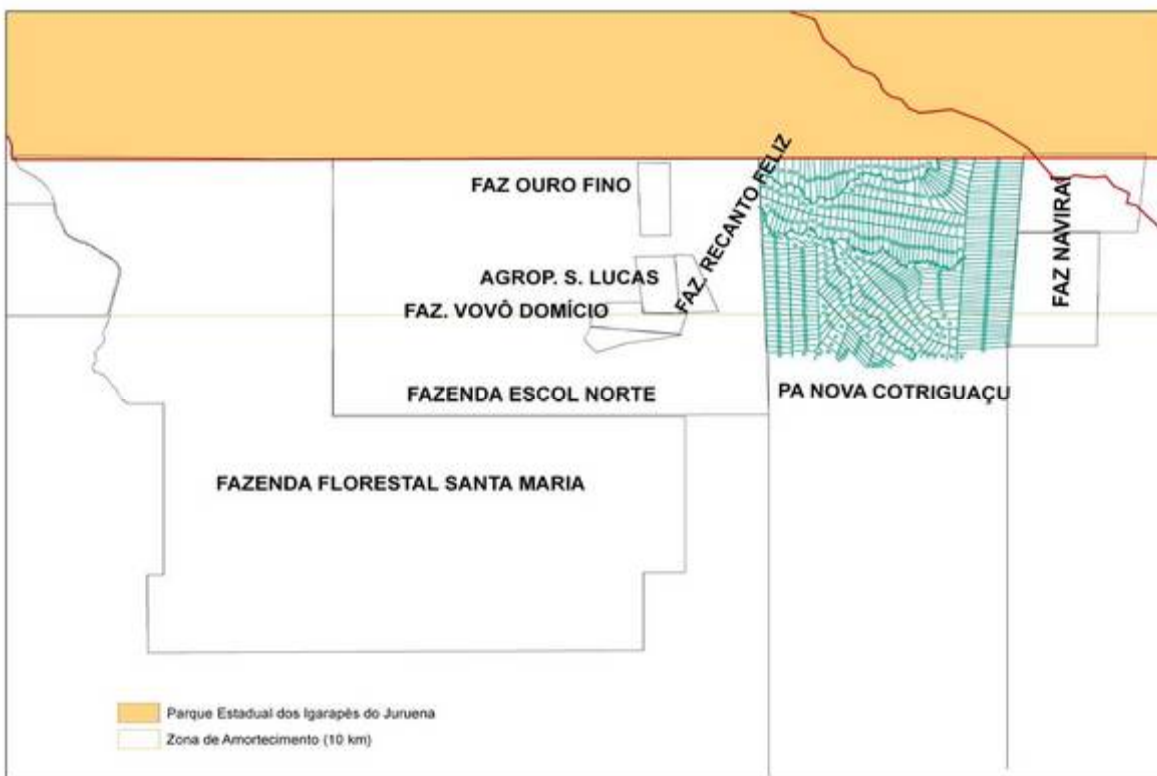 FAZ OURO FINO
FAZ. RECANTO FELIZ
FAZ NAVIRAÍ
AGROP. S. LUCAS
FAZ. VOVÔ DOMÍCIO
FAZENDA ESCOL NORTE
PA NOVA COTRIGUAÇU
FAZENDA FLORESTAL SANTA MARIA
Parque Estadual dos Igarapés do Juruena
Zona de Amortecimento (10 km)